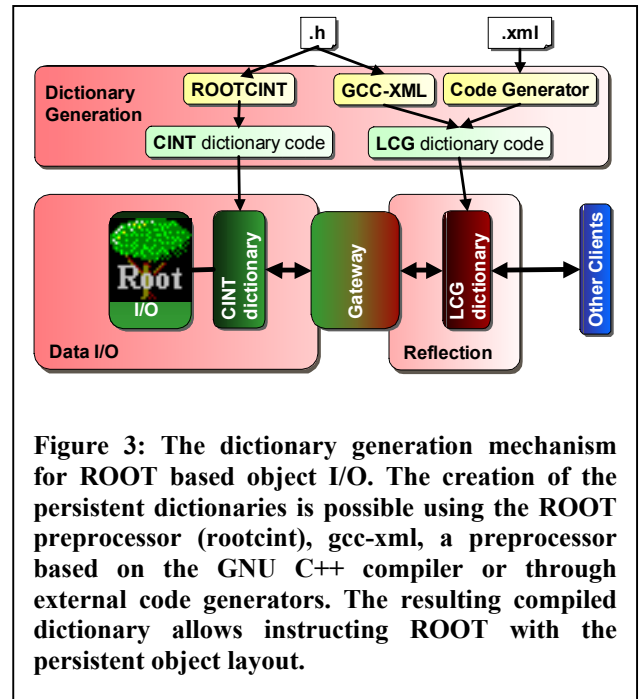 .h
.xml
Dictionary
Generation
ROOTCINT
GCC-XML
Code Generator
CINT dictionary code
LCG dictionary code
Root
I/O
CINT
dictionary
Gateway
LCG
dictionary
Other Clients
Data I/O
Reflection
Figure 3: The dictionary generation mechanism
for ROOT based object I/O. The creation of the
persistent dictionaries is possible using the ROOT
preprocessor (rootcint), gcc-xml, a preprocessor
based on the GNU C++ compiler or through
external code generators. The resulting compiled
dictionary allows instructing ROOT with the
persistent object layout.